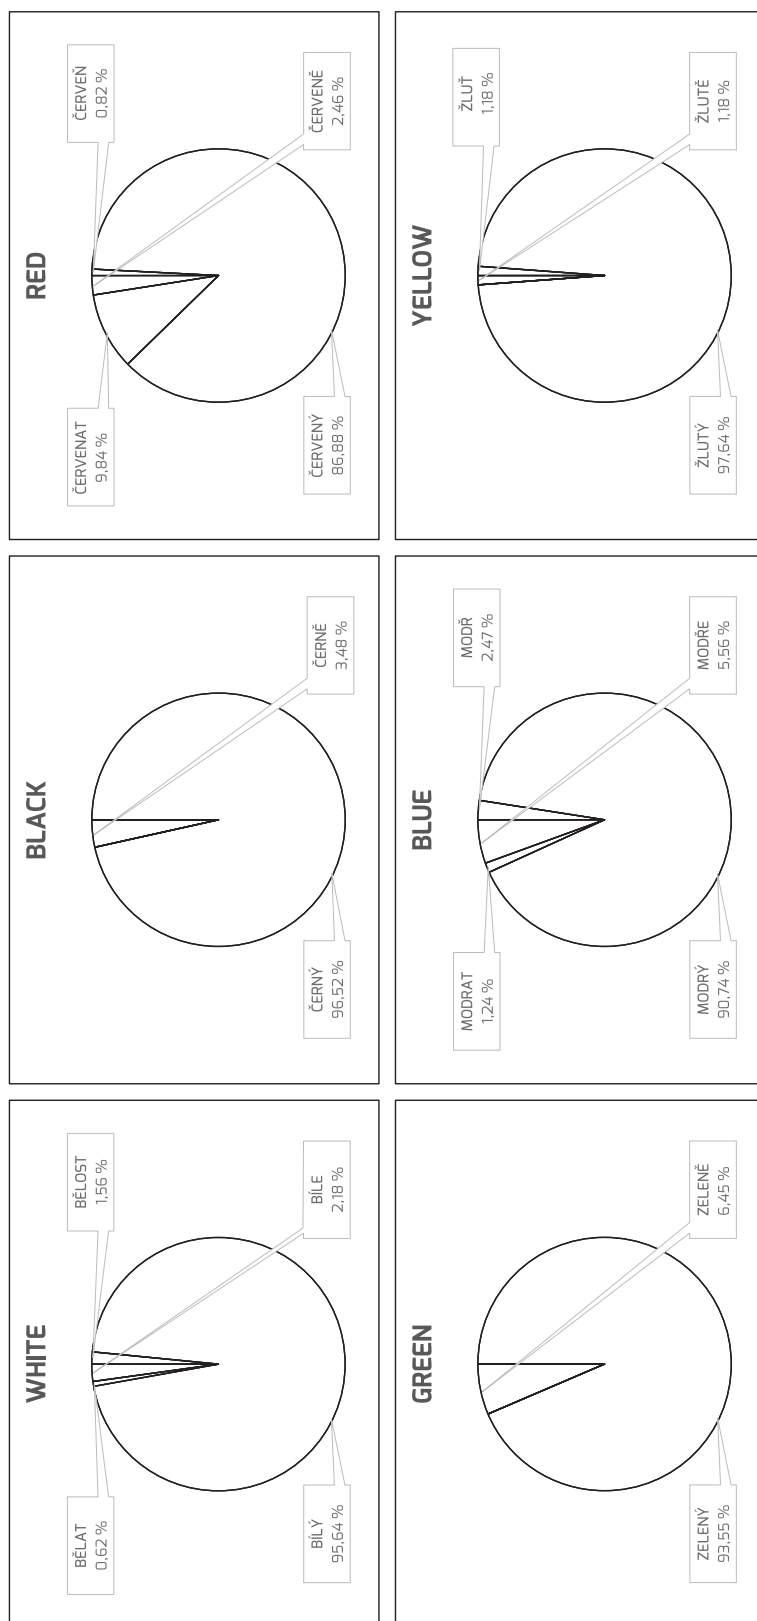 WHITE
BĚLAT
0,62 %
BĚLOST
1,56 %
BÍLÝ
95,64 %
BÍLE
2,18 %
BLACK
ČERNÝ
96,52 %
ČERNĚ
3,48 %
RED
ČERVENAT
9,84 %
ČERVEŇ
0,82 %
ČERVENÝ
86,88 %
ČERVENĚ
2,46 %
GREEN
ZELENÝ
93,55 %
ZELENĚ
6,45 %
BLUE
MODRAT
1,24 %
MODŘ
2,47 %
MODRÝ
90,74 %
MODŘE
5,56 %
YELLOW
ŽLUŤ
1,18 %
ŽLUTÝ
97,64 %
ŽLUTĚ
1,18 %